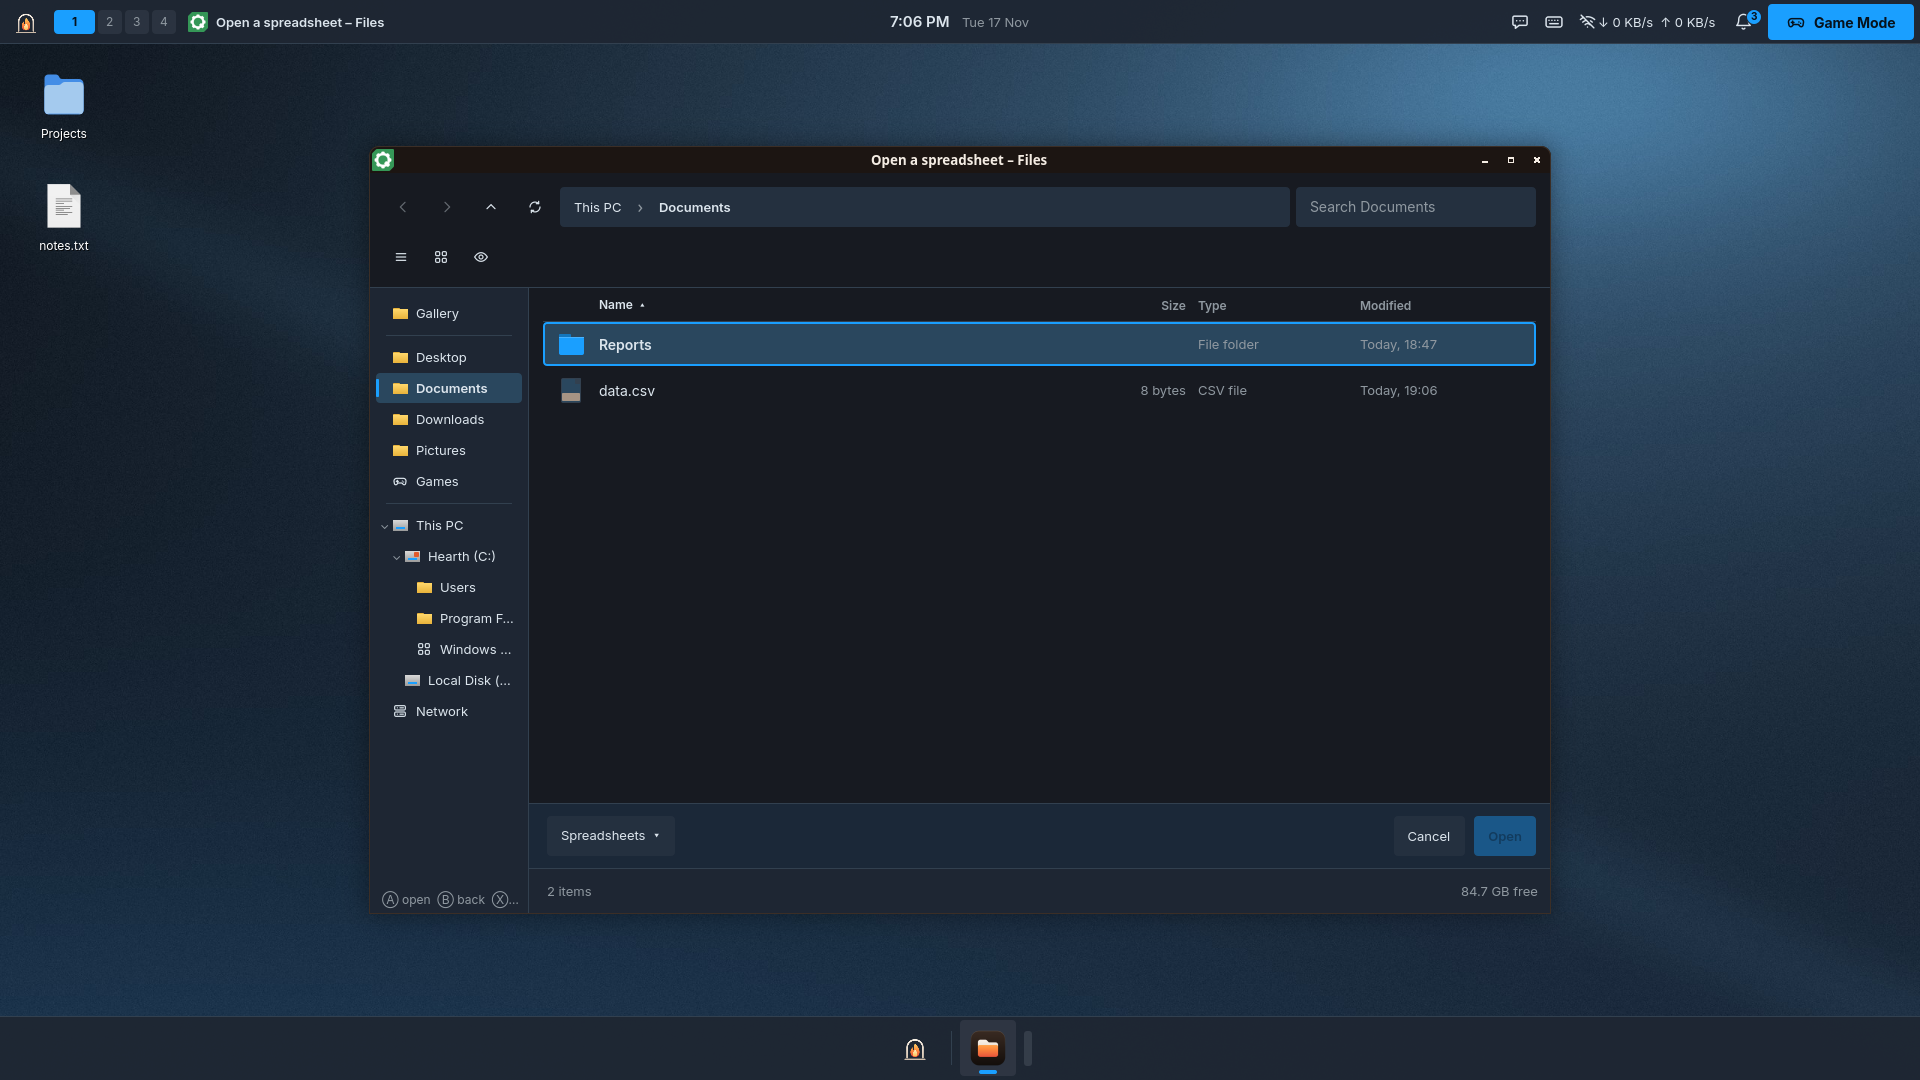 1 2 3 4 Open a spreadsheet – Files 7:06 PM Tue 17 Nov ↓ 0 KB/s ↑ 0 KB/s 3 Game Mode
Projects
notes.txt
Open a spreadsheet – Files
This PC › Documents Search Documents
Gallery
Desktop
Documents
Downloads
Pictures
Games
This PC
Hearth (C:)
Users
Program F...
Windows ...
Local Disk (...
Network
A open B back X...
Name Size Type Modified
Reports File folder Today, 18:47
data.csv 8 bytes CSV file Today, 19:06
Spreadsheets Cancel Open
2 items 84.7 GB free